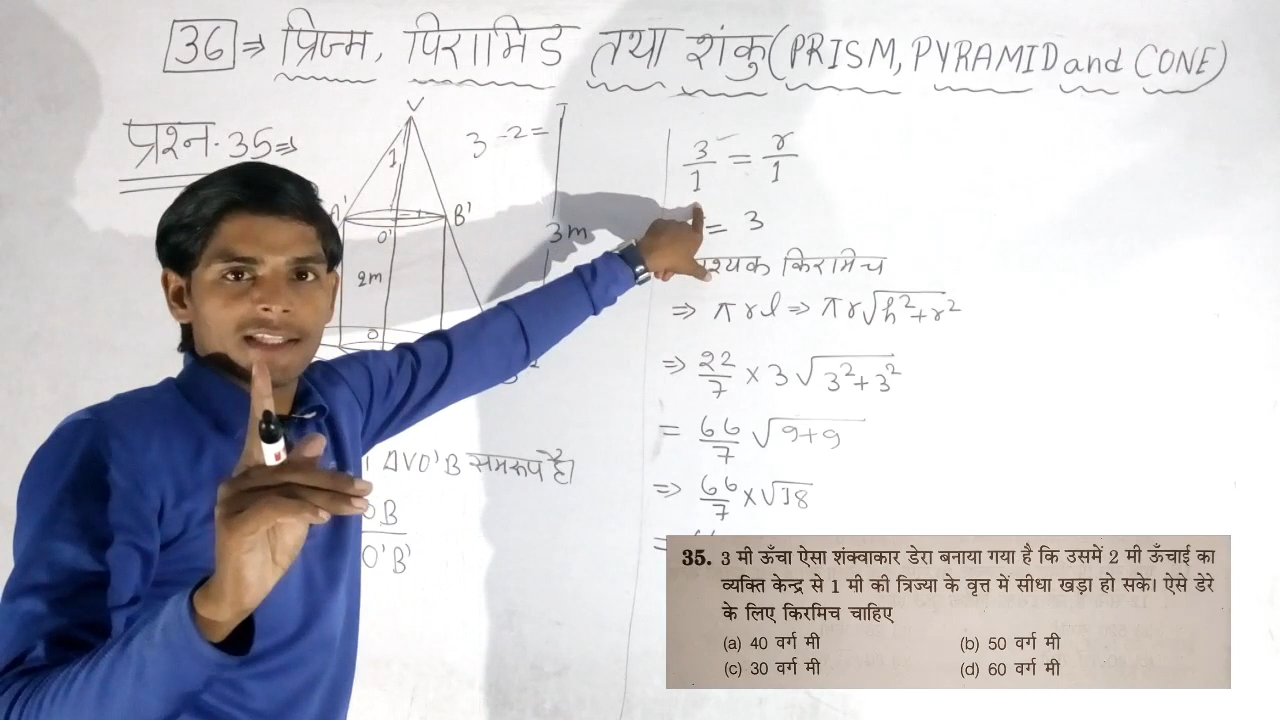 36 ⇒ प्रिज्म, पिरामिड तथा शंकु (PRISM, PYRAMID and CONE)
प्रश्न.35⇒
V
3 -2=
1
A'
B'
O'
3m
2m
O
ΔVO'B समरूप है।
OB
O'B'
3/1 = r/1
= 3
श्यक किरामिच
⇒ πrl ⇒ πr√h²+r²
⇒ 22/7 × 3√3²+3²
= 66/7 √9+9
⇒ 66/7 × √18
=
35. 3 मी ऊँचा ऐसा शंक्वाकार डेरा बनाया गया है कि उसमें 2 मी ऊँचाई का
व्यक्ति केन्द्र से 1 मी की त्रिज्या के वृत्त में सीधा खड़ा हो सके। ऐसे डेरे
के लिए किरमिच चाहिए
(a) 40 वर्ग मी (b) 50 वर्ग मी
(c) 30 वर्ग मी (d) 60 वर्ग मी